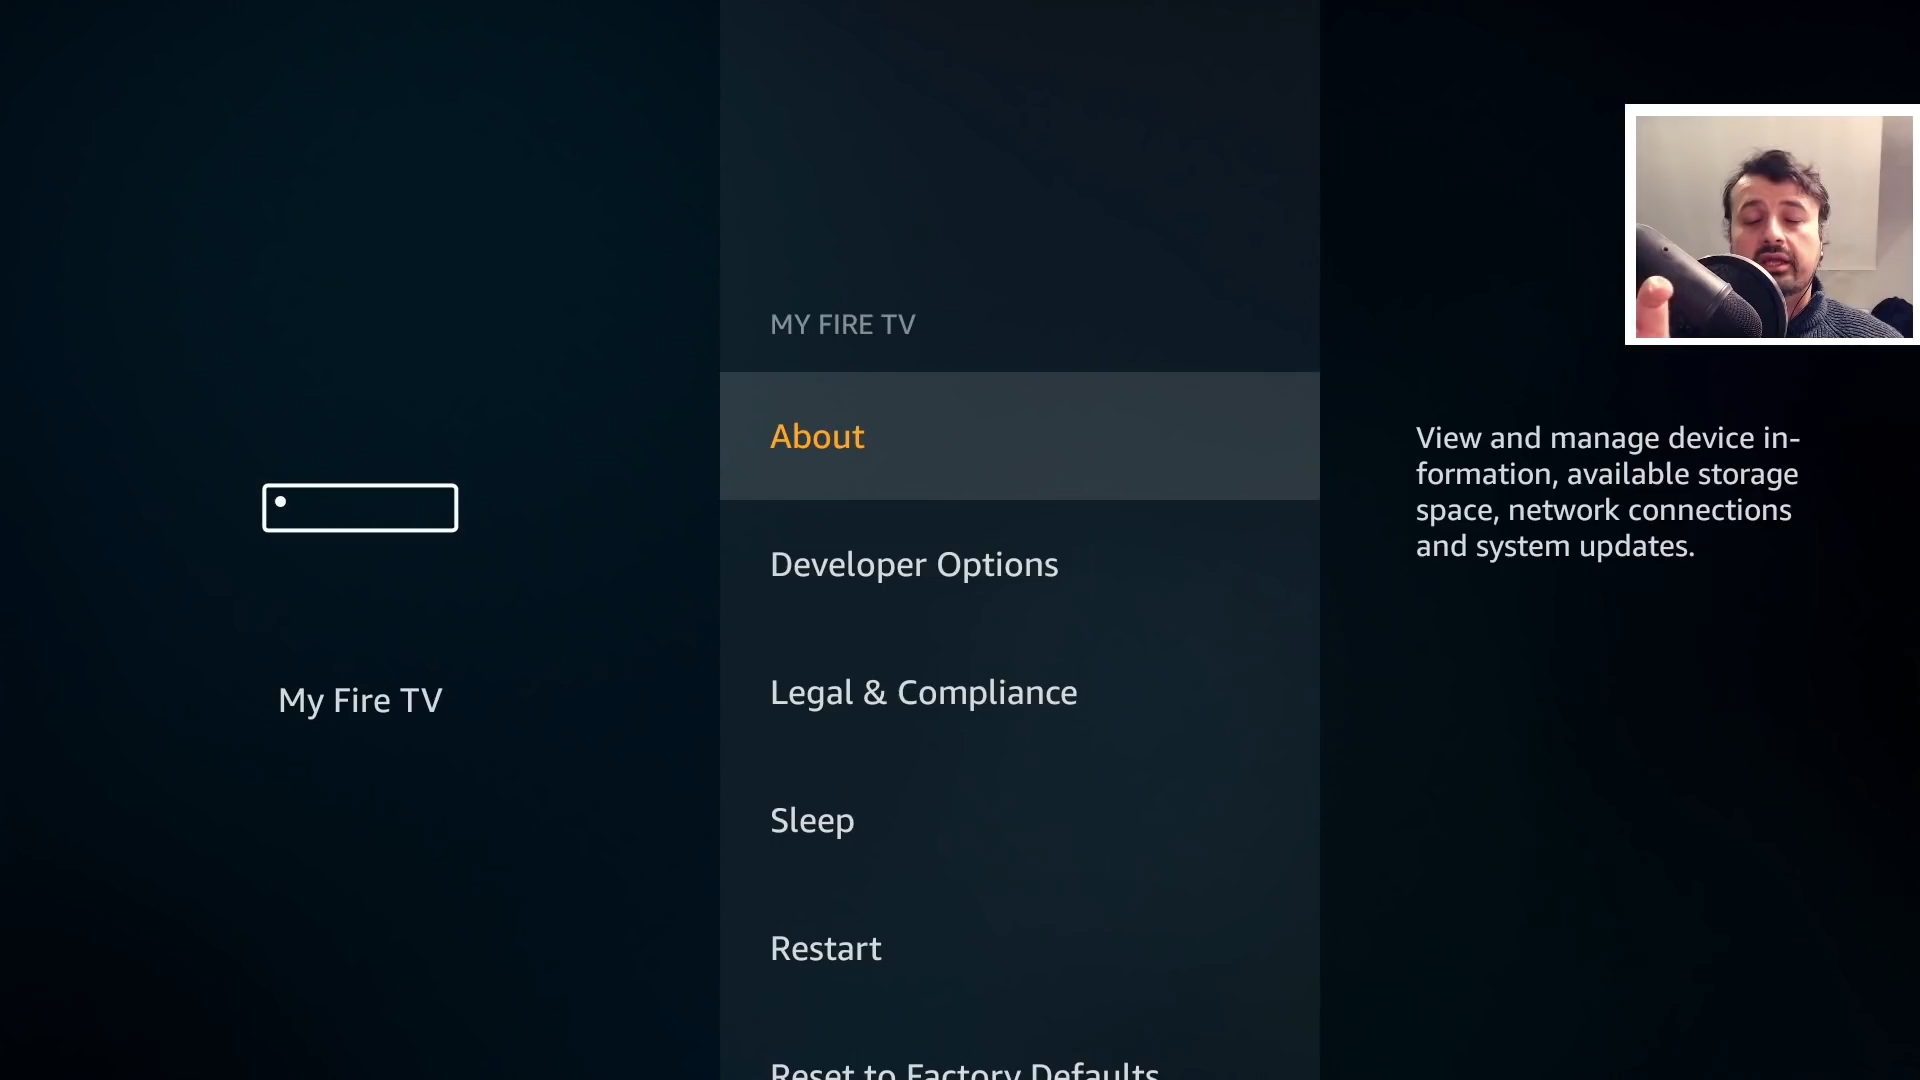 MY FIRE TV
About
Developer Options
Legal & Compliance
Sleep
Restart
Reset to Factory Defaults
My Fire TV
View and manage device in-
formation, available storage
space, network connections
and system updates.